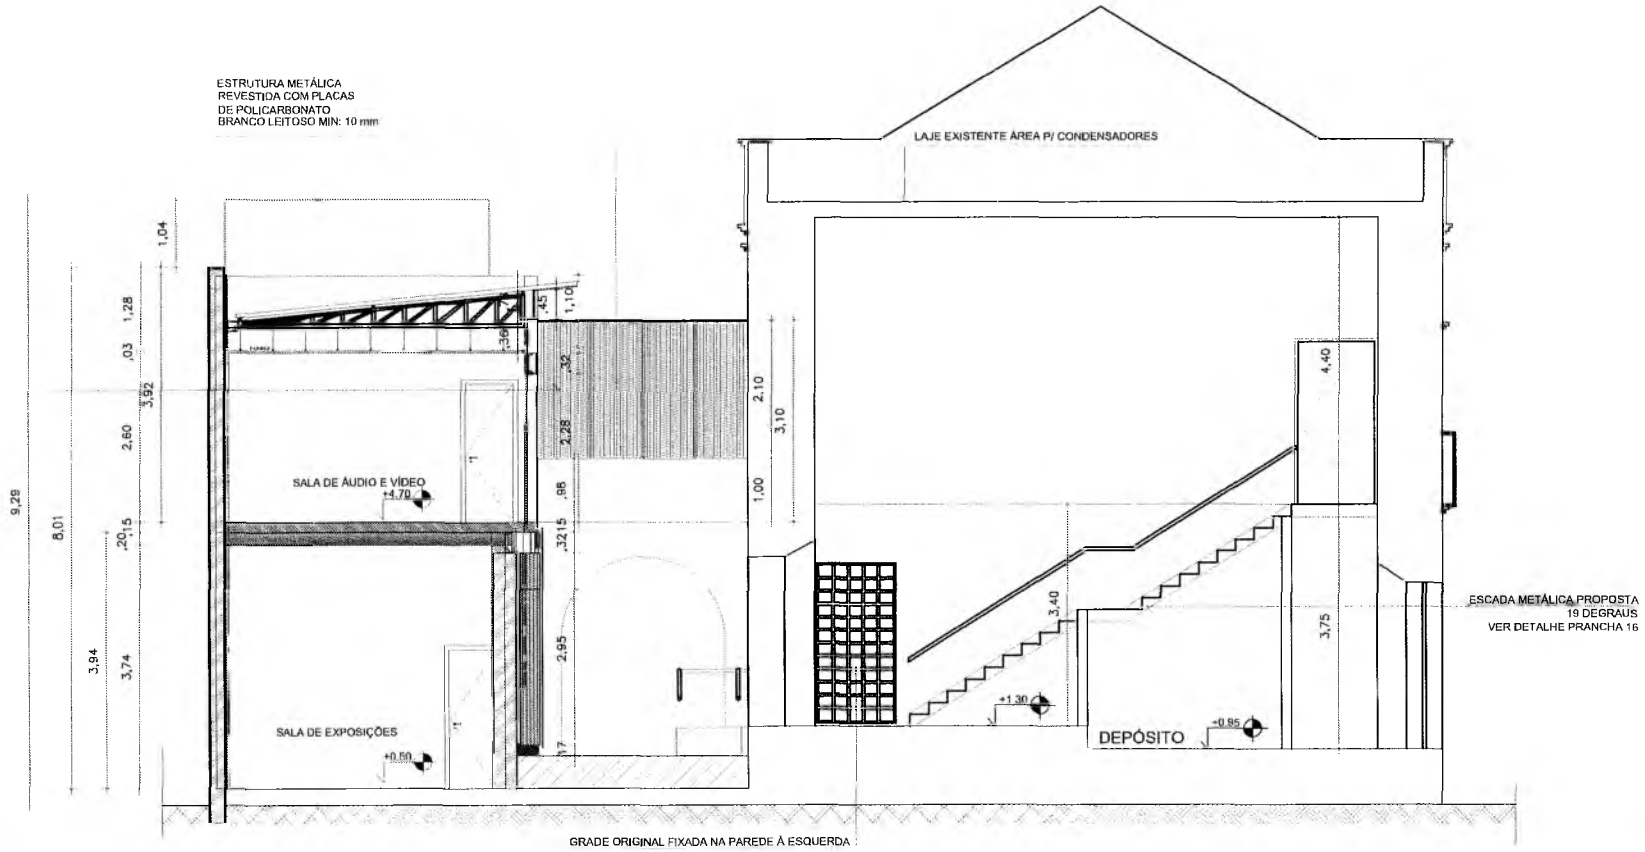 ESTRUTURA METÁLICA
REVESTIDA COM PLACAS
DE POLICARBONATO
BRANCO LEITOSO MIN: 10 mm
LAJE EXISTENTE ÁREA P/ CONDENSADORES
1,04
1,28
,03
3,92
2,60
9,29
8,01
,20,15
3,94
3,74
,36
,45
1,10
,32
2,28
,98
,32,15
2,95
,17
2,10
3,10
1,00
4,40
3,40
3,75
SALA DE ÁUDIO E VÍDEO
+4,70
SALA DE EXPOSIÇÕES
+0,50
+1,30
DEPÓSITO
+0,95
ESCADA METÁLICA PROPOSTA
19 DEGRAUS
VER DETALHE PRANCHA 16
GRADE ORIGINAL FIXADA NA PAREDE À ESQUERDA